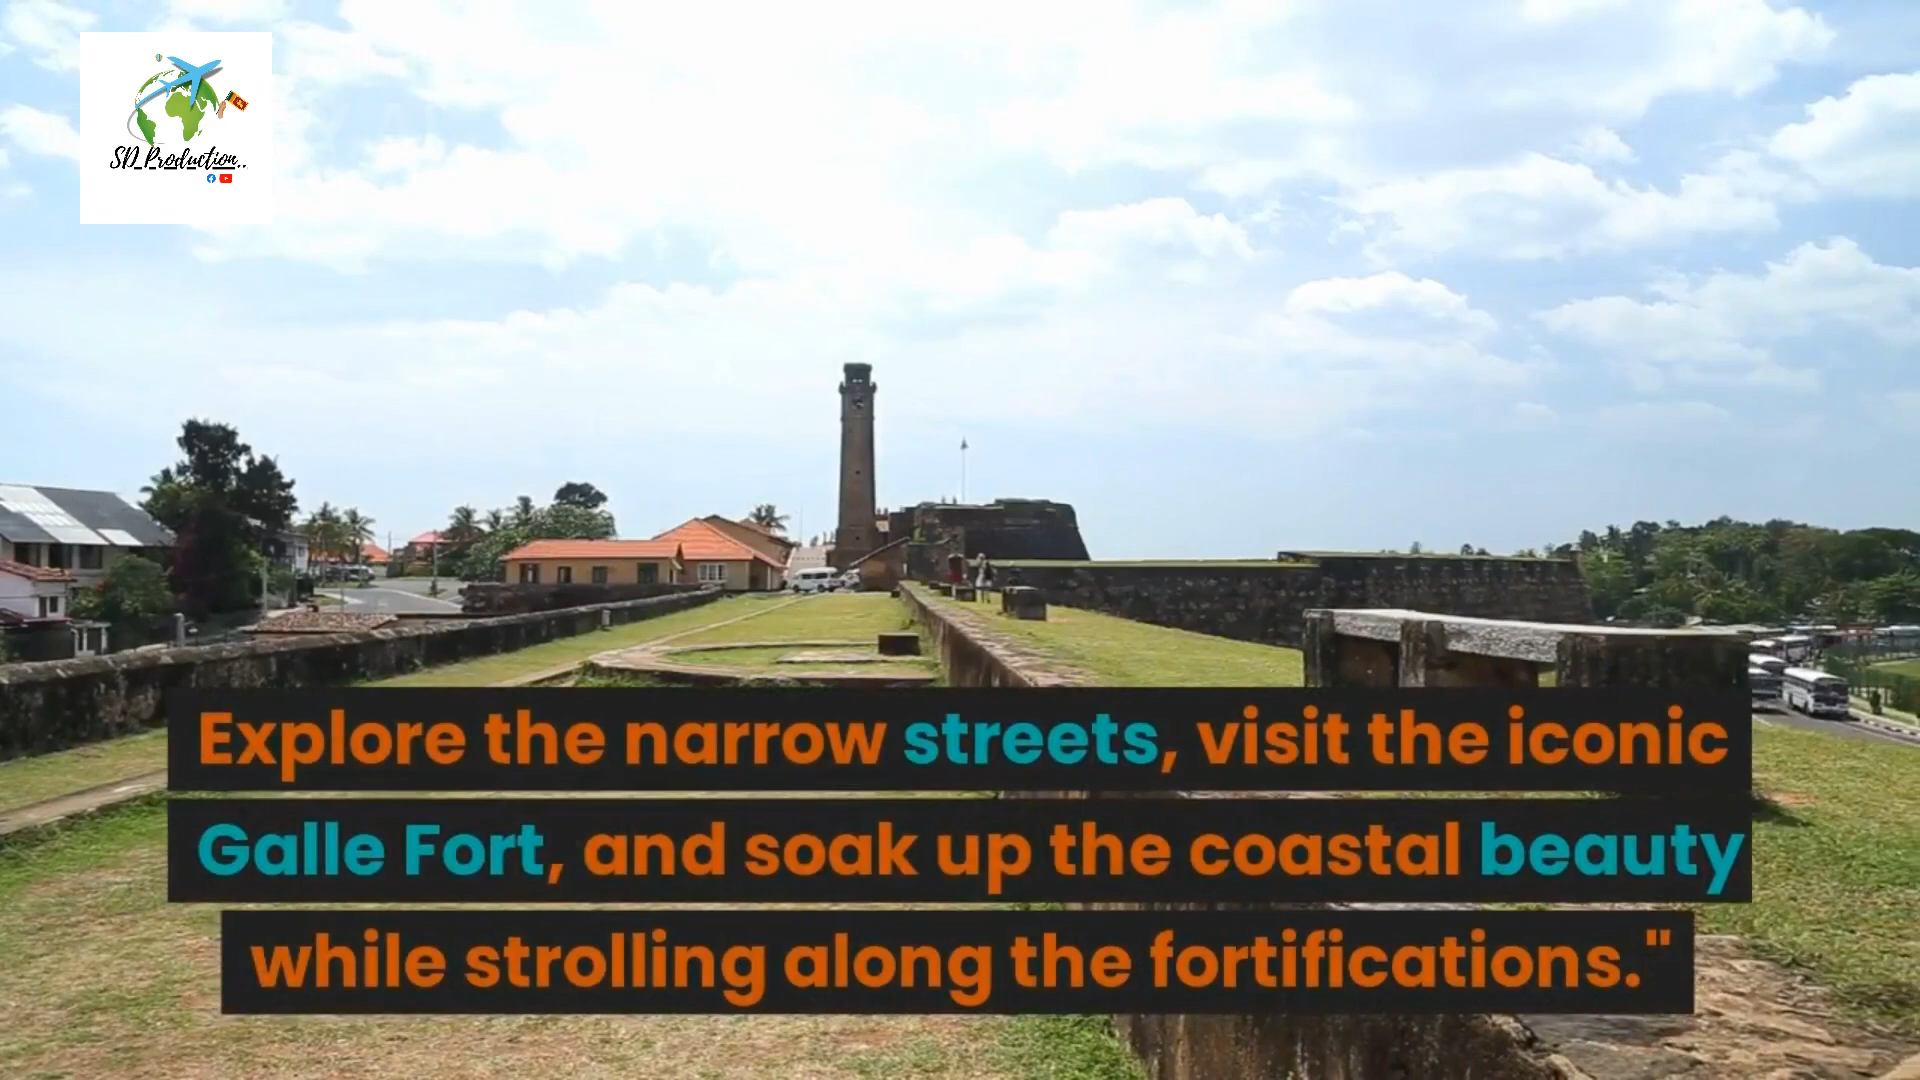 SD_Production..
Explore the narrow streets, visit the iconic
Galle Fort, and soak up the coastal beauty
while strolling along the fortifications."